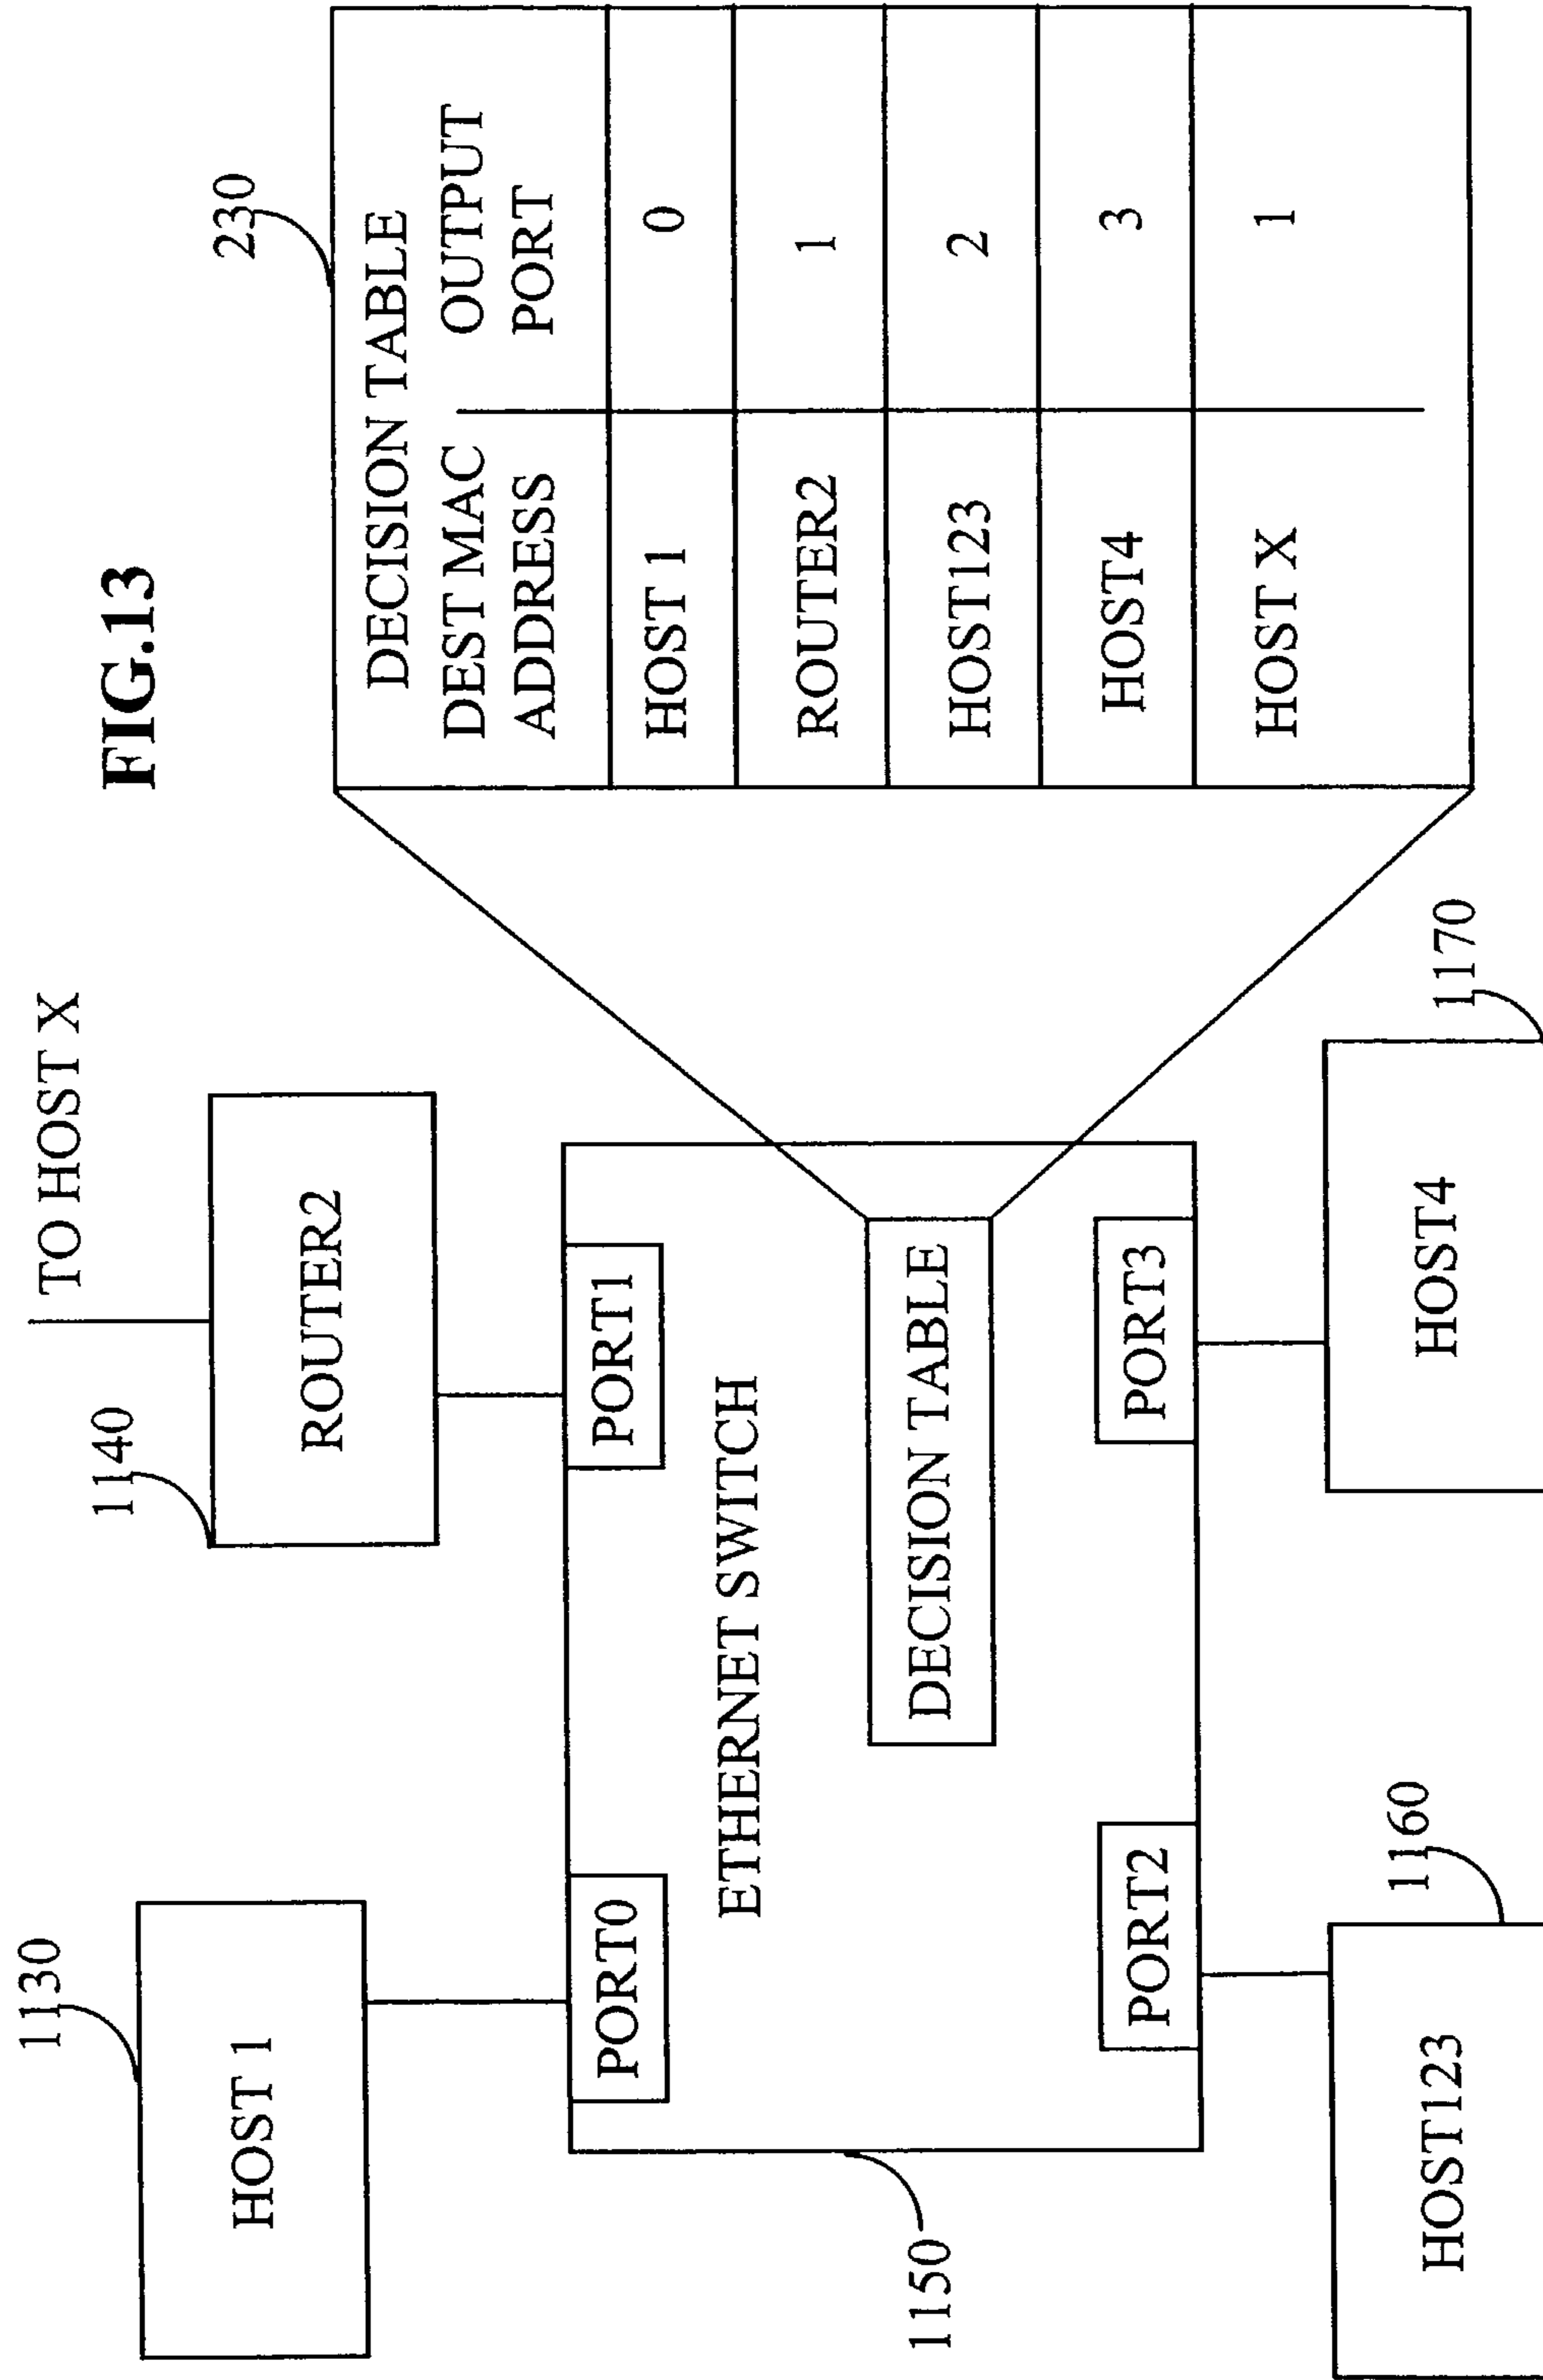 FIG.13
1130
HOST 1
1140
ROUTER2
TO HOST X
PORT0
PORT1
ETHERNET SWITCH
DECISION TABLE
PORT2
PORT3
1150
HOST123
1160
HOST4
1170
230
DECISION TABLE
DEST MAC ADDRESS OUTPUT PORT
HOST 1 0
ROUTER2 1
HOST123 2
HOST4 3
HOST X 1